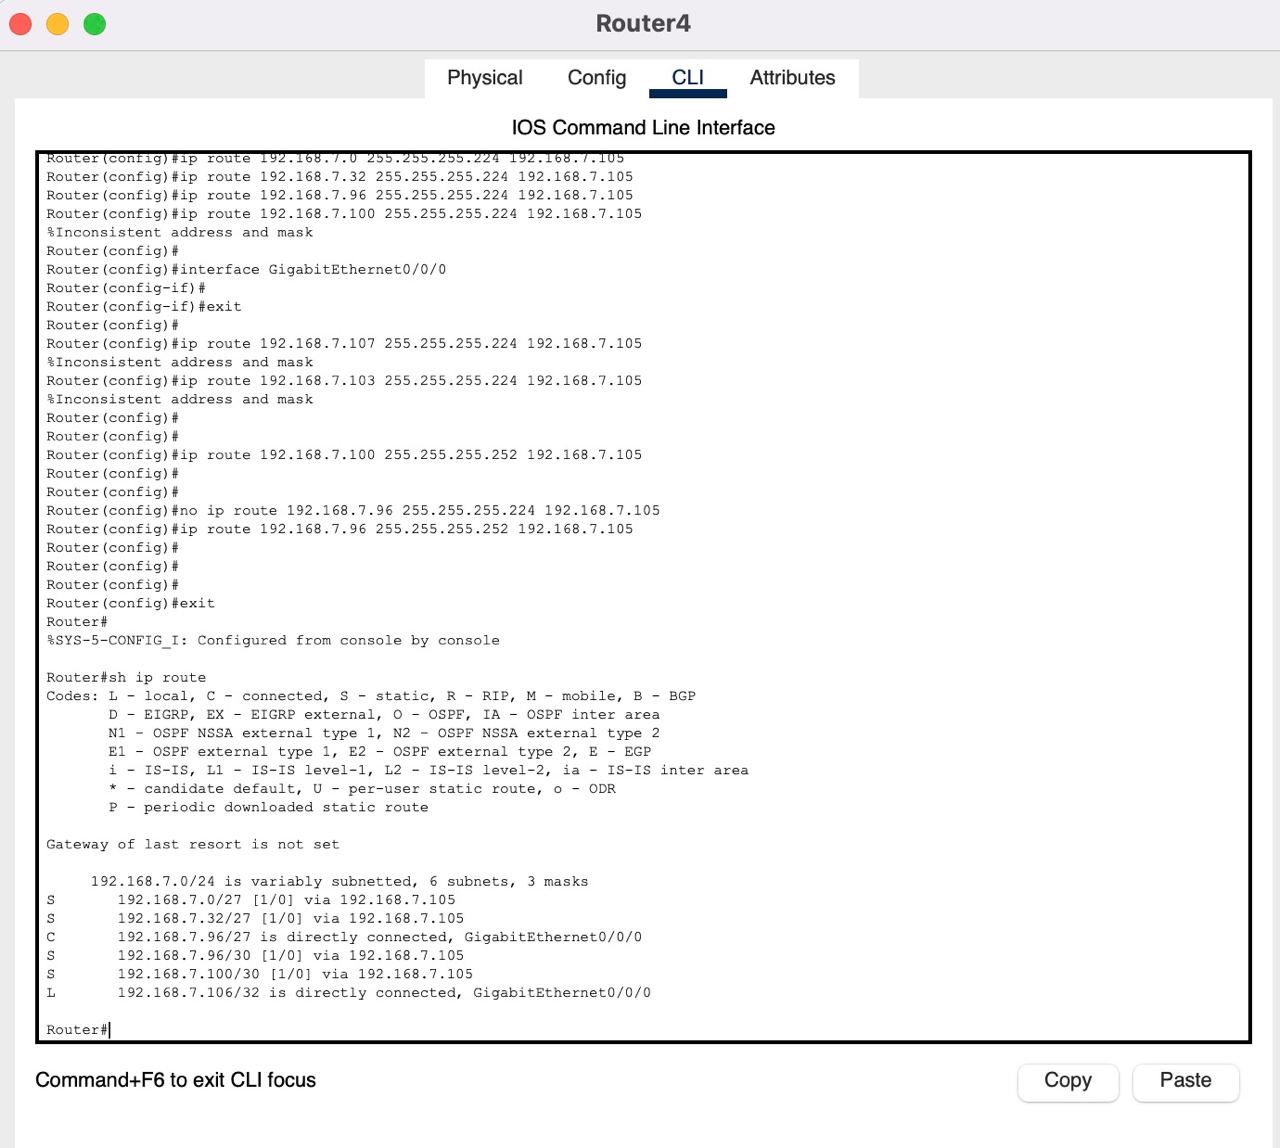 Router4
Physical Config CLI Attributes
IOS Command Line Interface
Router(config)#ip route 192.168.7.0 255.255.255.224 192.168.7.105
Router(config)#ip route 192.168.7.32 255.255.255.224 192.168.7.105
Router(config)#ip route 192.168.7.96 255.255.255.224 192.168.7.105
Router(config)#ip route 192.168.7.100 255.255.255.224 192.168.7.105
%Inconsistent address and mask
Router(config)#
Router(config)#interface GigabitEthernet0/0/0
Router(config-if)#
Router(config-if)#exit
Router(config)#
Router(config)#ip route 192.168.7.107 255.255.255.224 192.168.7.105
%Inconsistent address and mask
Router(config)#ip route 192.168.7.103 255.255.255.224 192.168.7.105
%Inconsistent address and mask
Router(config)#
Router(config)#
Router(config)#ip route 192.168.7.100 255.255.255.252 192.168.7.105
Router(config)#
Router(config)#
Router(config)#no ip route 192.168.7.96 255.255.255.224 192.168.7.105
Router(config)#ip route 192.168.7.96 255.255.255.252 192.168.7.105
Router(config)#
Router(config)#
Router(config)#
Router(config)#exit
Router#
%SYS-5-CONFIG_I: Configured from console by console
Router#sh ip route
Codes: L - local, C - connected, S - static, R - RIP, M - mobile, B - BGP
D - EIGRP, EX - EIGRP external, O - OSPF, IA - OSPF inter area
N1 - OSPF NSSA external type 1, N2 - OSPF NSSA external type 2
E1 - OSPF external type 1, E2 - OSPF external type 2, E - EGP
i - IS-IS, L1 - IS-IS level-1, L2 - IS-IS level-2, ia - IS-IS inter area
* - candidate default, U - per-user static route, o - ODR
P - periodic downloaded static route
Gateway of last resort is not set
192.168.7.0/24 is variably subnetted, 6 subnets, 3 masks
S 192.168.7.0/27 [1/0] via 192.168.7.105
S 192.168.7.32/27 [1/0] via 192.168.7.105
C 192.168.7.96/27 is directly connected, GigabitEthernet0/0/0
S 192.168.7.96/30 [1/0] via 192.168.7.105
S 192.168.7.100/30 [1/0] via 192.168.7.105
L 192.168.7.106/32 is directly connected, GigabitEthernet0/0/0
Router#
Command+F6 to exit CLI focus
Copy Paste